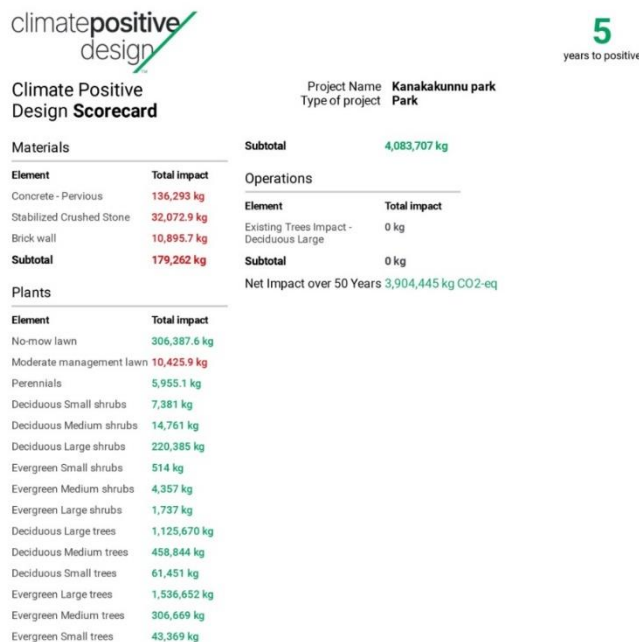 climatepositive
design
5
years to positive
Climate Positive
Design Scorecard
Project Name Kanakakunnu park
Type of project Park
Materials
Element Total impact
Concrete - Pervious 136,293 kg
Stabilized Crushed Stone 32,072.9 kg
Brick wall 10,895.7 kg
Subtotal 179,262 kg
Plants
Element Total impact
No-mow lawn 306,387.6 kg
Moderate management lawn 10,425.9 kg
Perennials 5,955.1 kg
Deciduous Small shrubs 7,381 kg
Deciduous Medium shrubs 14,761 kg
Deciduous Large shrubs 220,385 kg
Evergreen Small shrubs 514 kg
Evergreen Medium shrubs 4,357 kg
Evergreen Large shrubs 1,737 kg
Deciduous Large trees 1,125,670 kg
Deciduous Medium trees 458,844 kg
Deciduous Small trees 61,451 kg
Evergreen Large trees 1,536,652 kg
Evergreen Medium trees 306,669 kg
Evergreen Small trees 43,369 kg
Subtotal 4,083,707 kg
Operations
Element Total impact
Existing Trees Impact - 0 kg
Deciduous Large
Subtotal 0 kg
Net Impact over 50 Years 3,904,445 kg CO2-eq